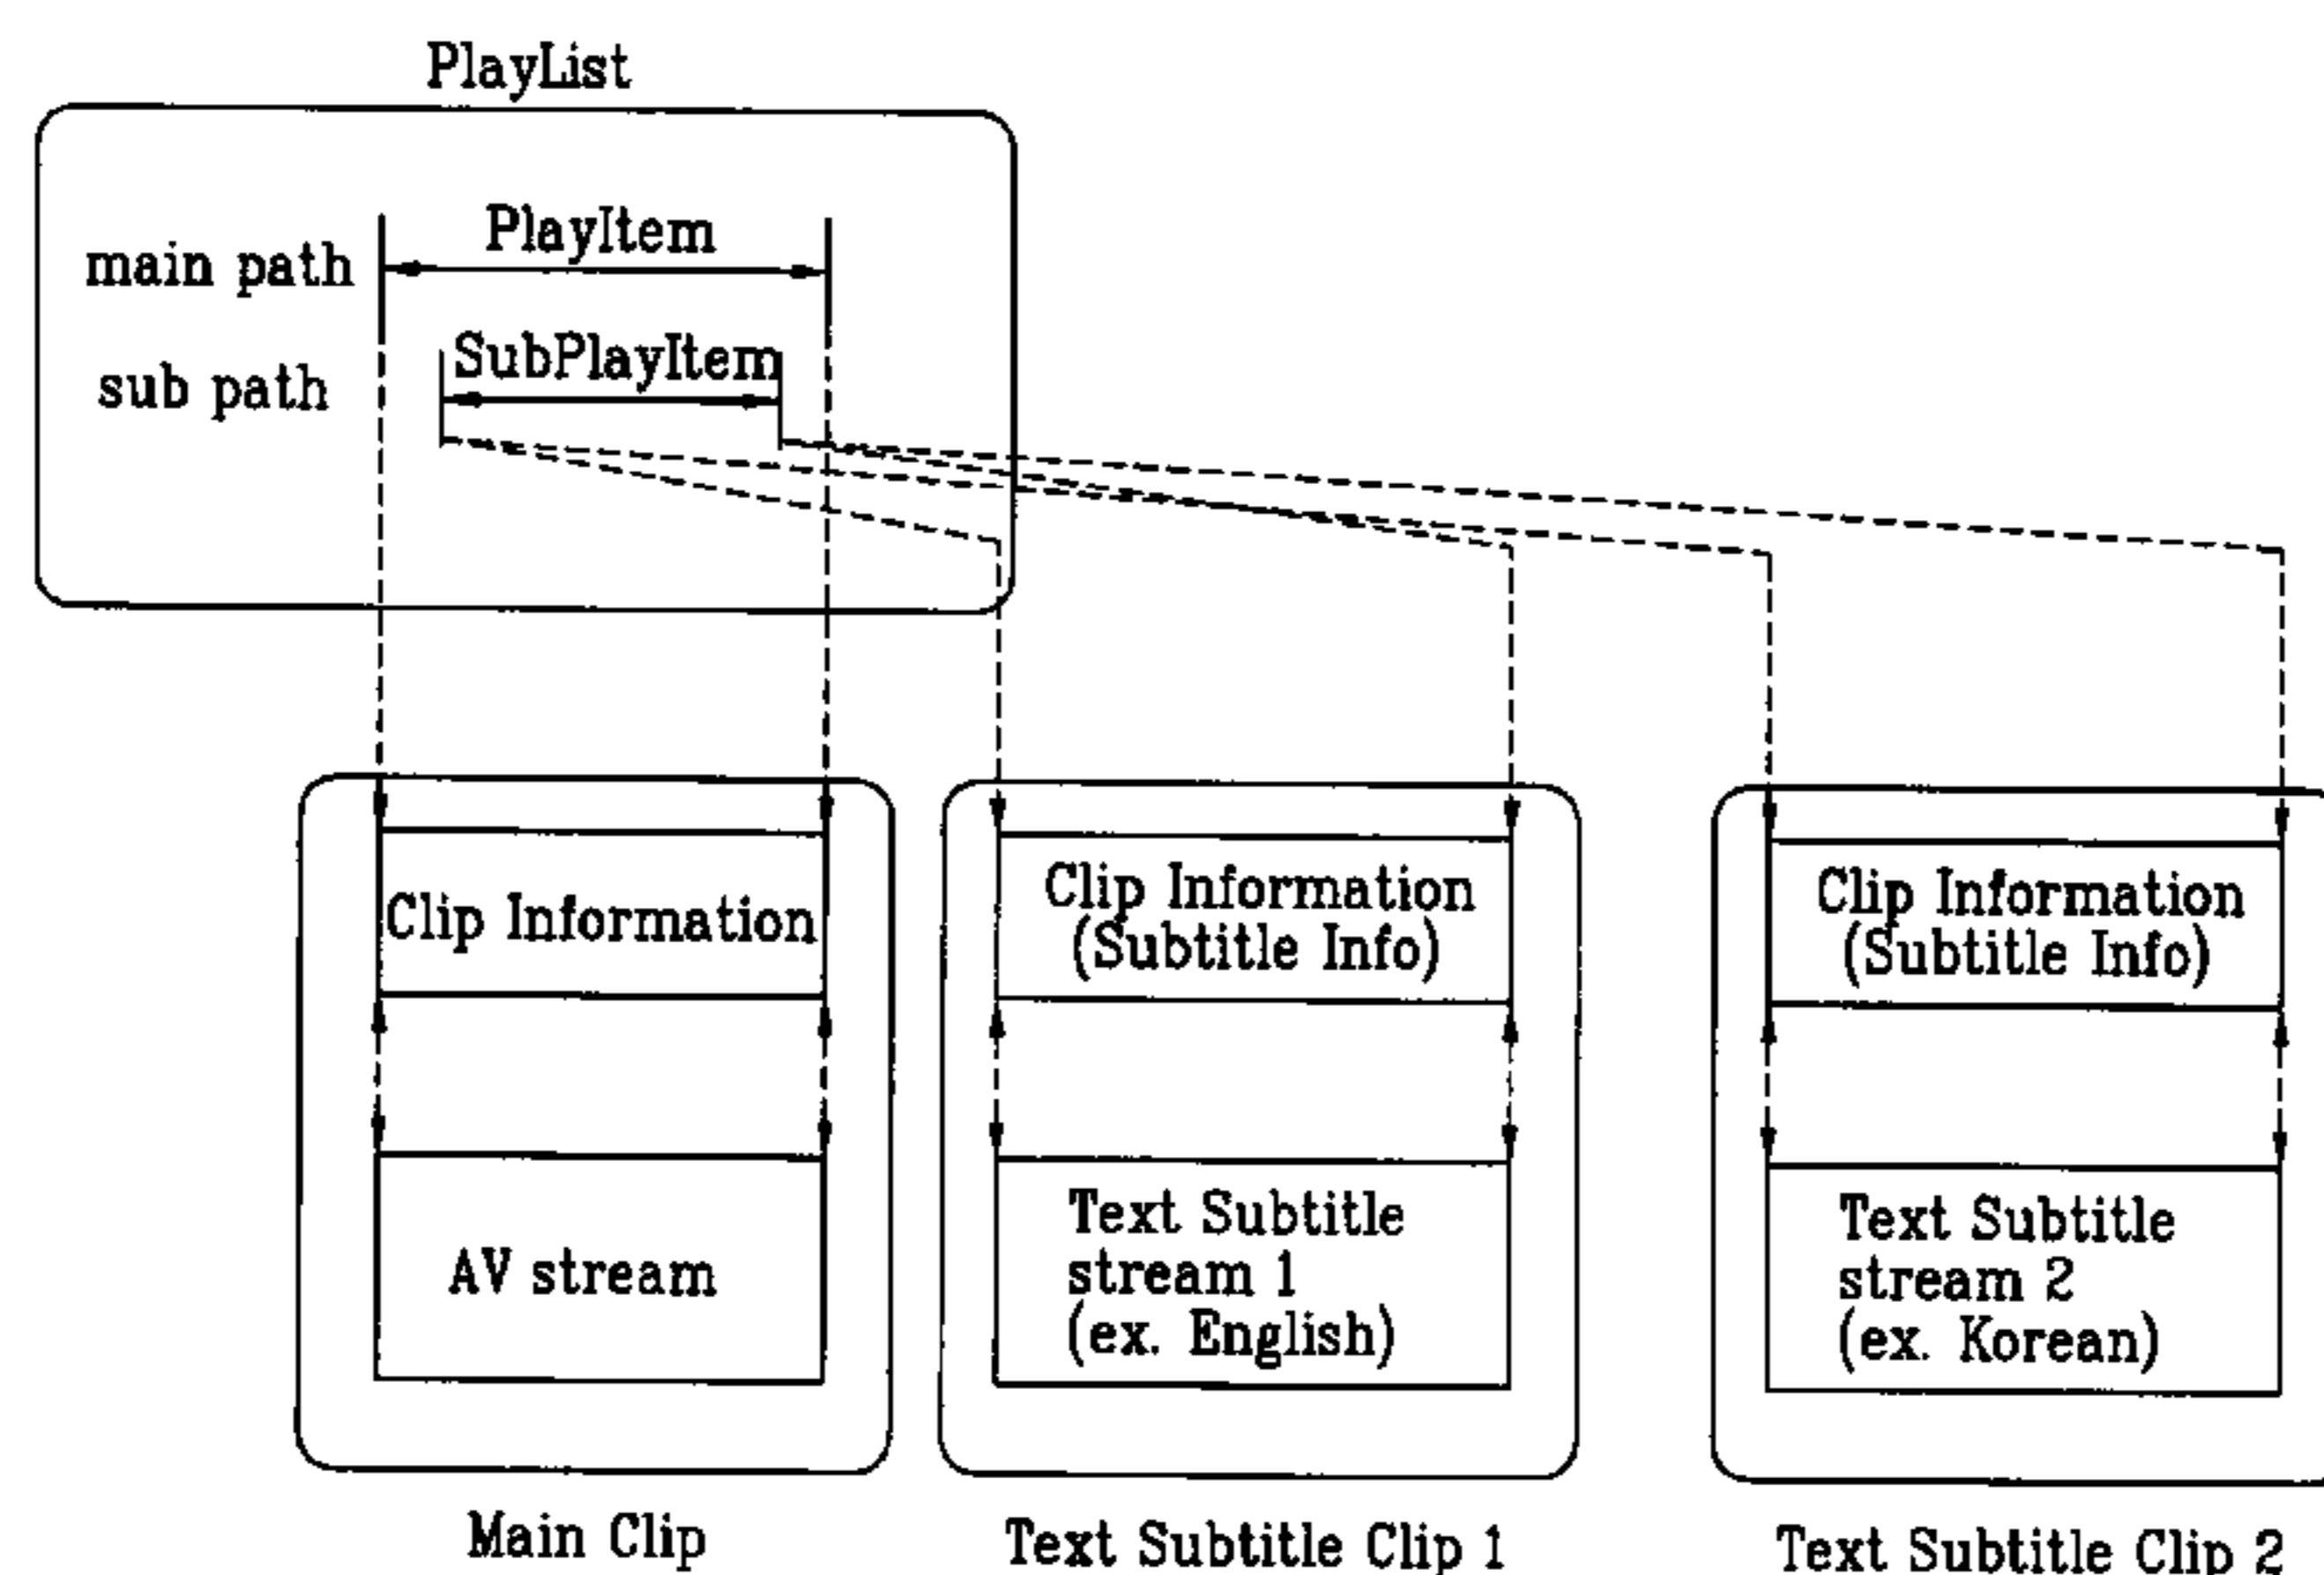 PlayList
main path
PlayItem
sub path
SubPlayItem
Clip Information
AV stream
Main Clip
Clip Information
(Subtitle Info)
Text Subtitle
stream 1
(ex. English)
Text Subtitle Clip 1
Clip Information
(Subtitle Info)
Text Subtitle
stream 2
(ex. Korean)
Text Subtitle Clip 2